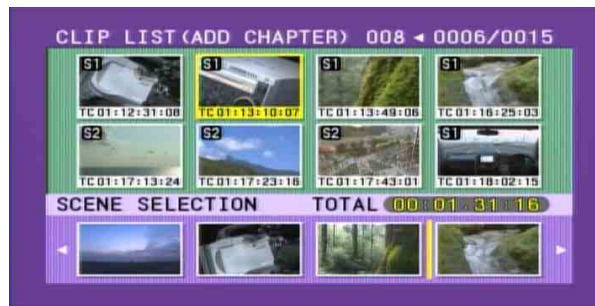 CLIP LIST(ADD CHAPTER) 008 ◄ 0006/0015
S1 S1 S1 S1
TC 01:12:31:08 TC 01:13:10:07 TC 01:13:49:06 TC 01:16:25:03
S2 S2 S2 S1
TC 01:17:13:24 TC 01:17:23:16 TC 01:17:43:01 TC 01:18:02:15
SCENE SELECTION TOTAL 00:01:31:16